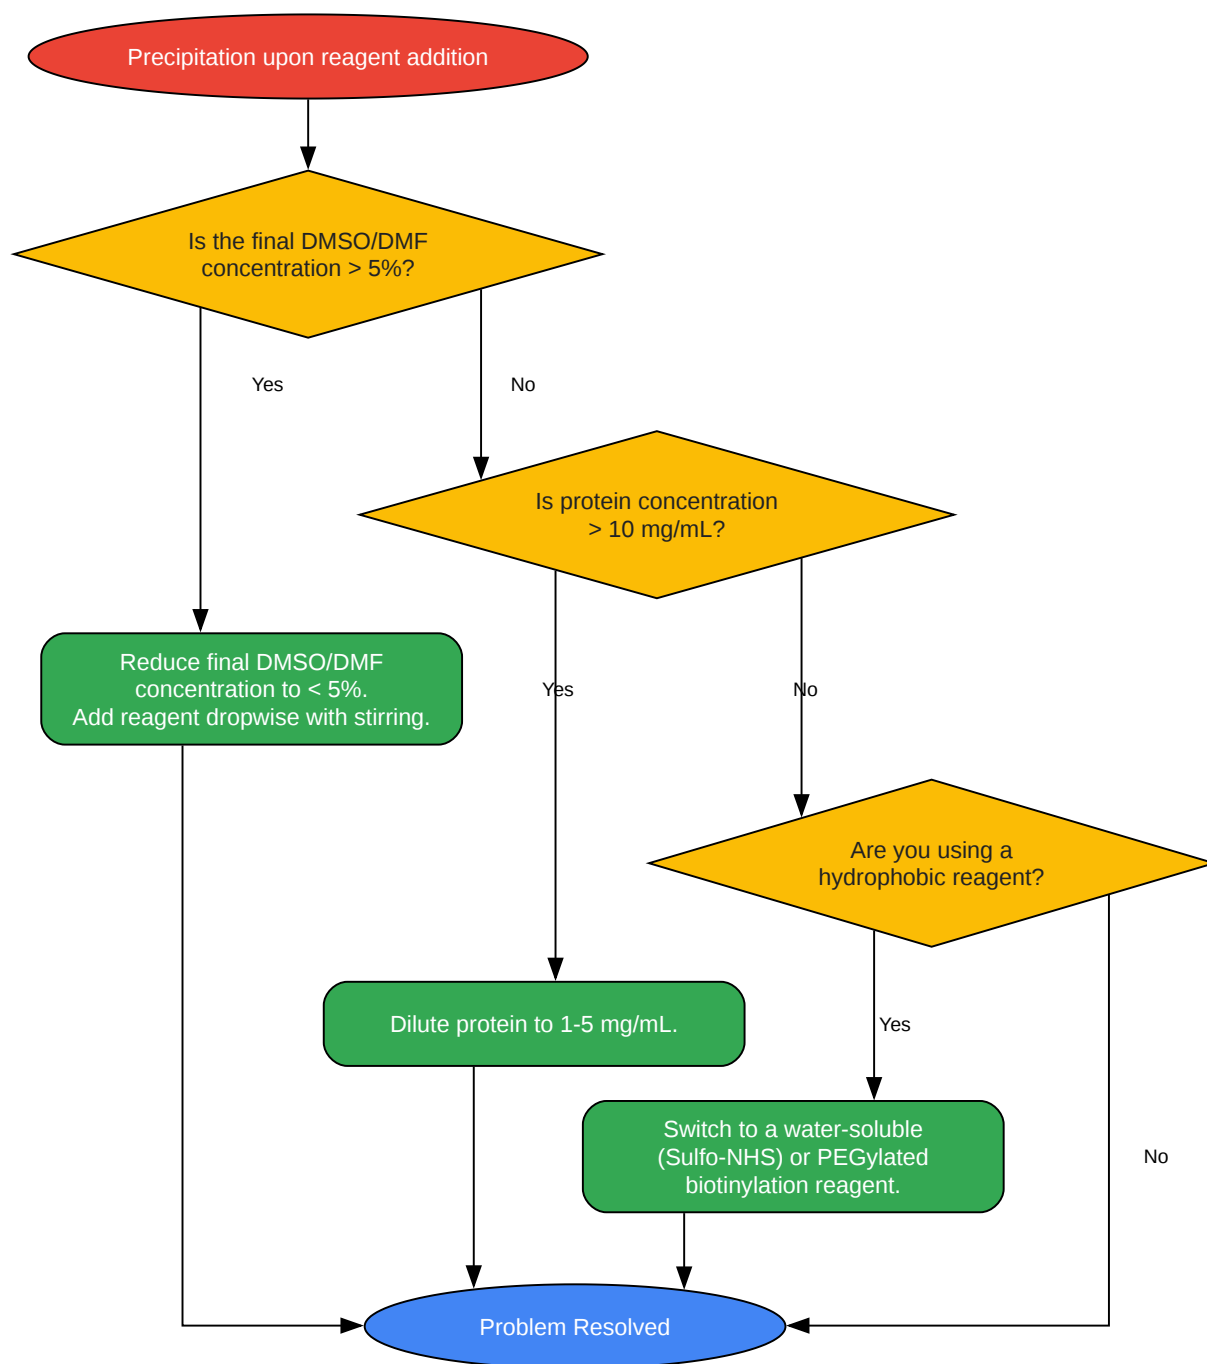 Precipitation upon reagent addition
Is the final DMSO/DMF
concentration > 5%?
Yes
No
Is protein concentration
> 10 mg/mL?
Reduce final DMSO/DMF
concentration to < 5%.
Add reagent dropwise with stirring.
Yes
No
Are you using a
hydrophobic reagent?
Dilute protein to 1-5 mg/mL.
Yes
Switch to a water-soluble
(Sulfo-NHS) or PEGylated
biotinylation reagent.
No
Problem Resolved